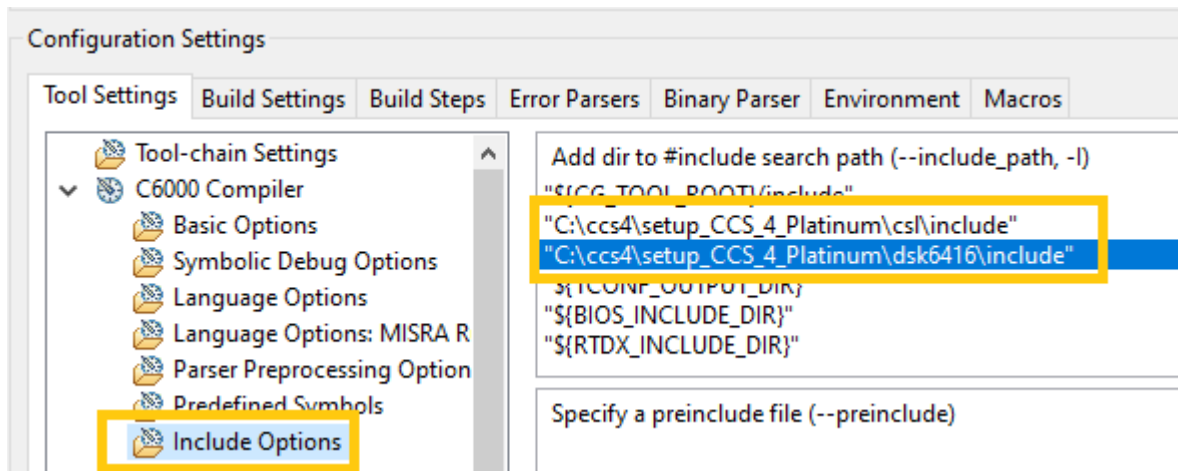 Configuration Settings
Tool Settings Build Settings Build Steps Error Parsers Binary Parser Environment Macros
Tool-chain Settings
C6000 Compiler
Basic Options
Symbolic Debug Options
Language Options
Language Options: MISRA R
Parser Preprocessing Option
Predefined Symbols
Include Options
Add dir to #include search path (--include_path, -I)
"${CG_TOOL_ROOT}/include"
"C:\ccs4\setup_CCS_4_Platinum\csl\include"
"C:\ccs4\setup_CCS_4_Platinum\dsk6416\include"
"${TCONF_OUTPUT_DIR}"
"${BIOS_INCLUDE_DIR}"
"${RTDX_INCLUDE_DIR}"
Specify a preinclude file (--preinclude)